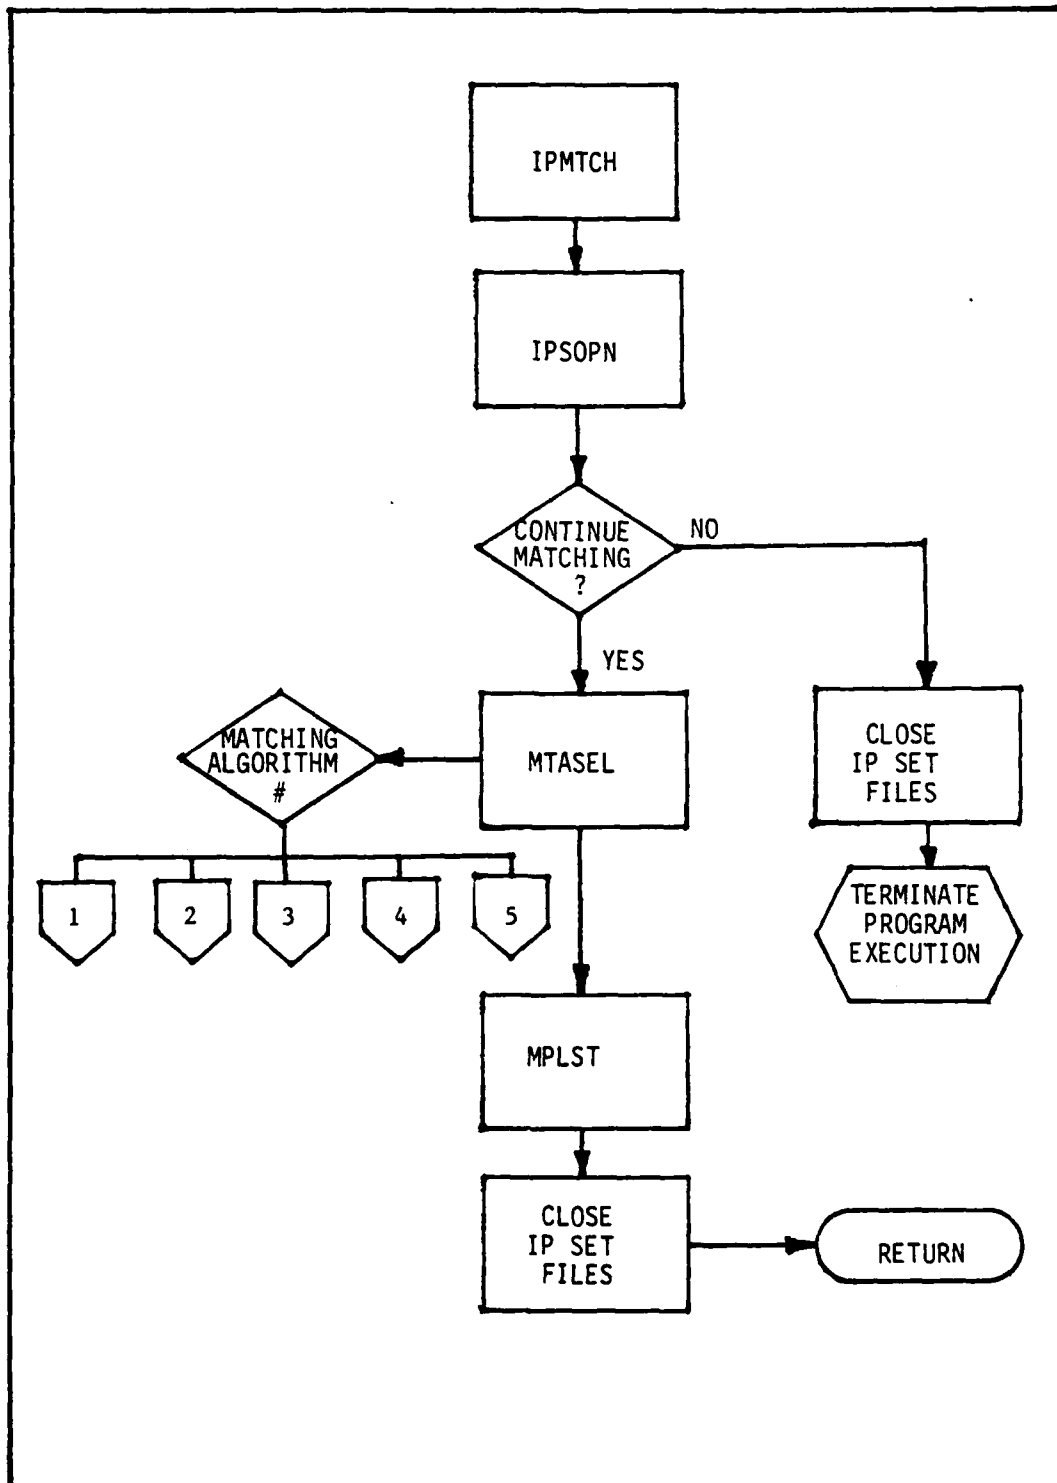 IPMTCH
IPSOPN
CONTINUE
MATCHING
?
NO
YES
MATCHING
ALGORITHM
#
MTASEL
CLOSE
IP SET
FILES
1
2
3
4
5
TERMINATE
PROGRAM
EXECUTION
MPLST
CLOSE
IP SET
FILES
RETURN